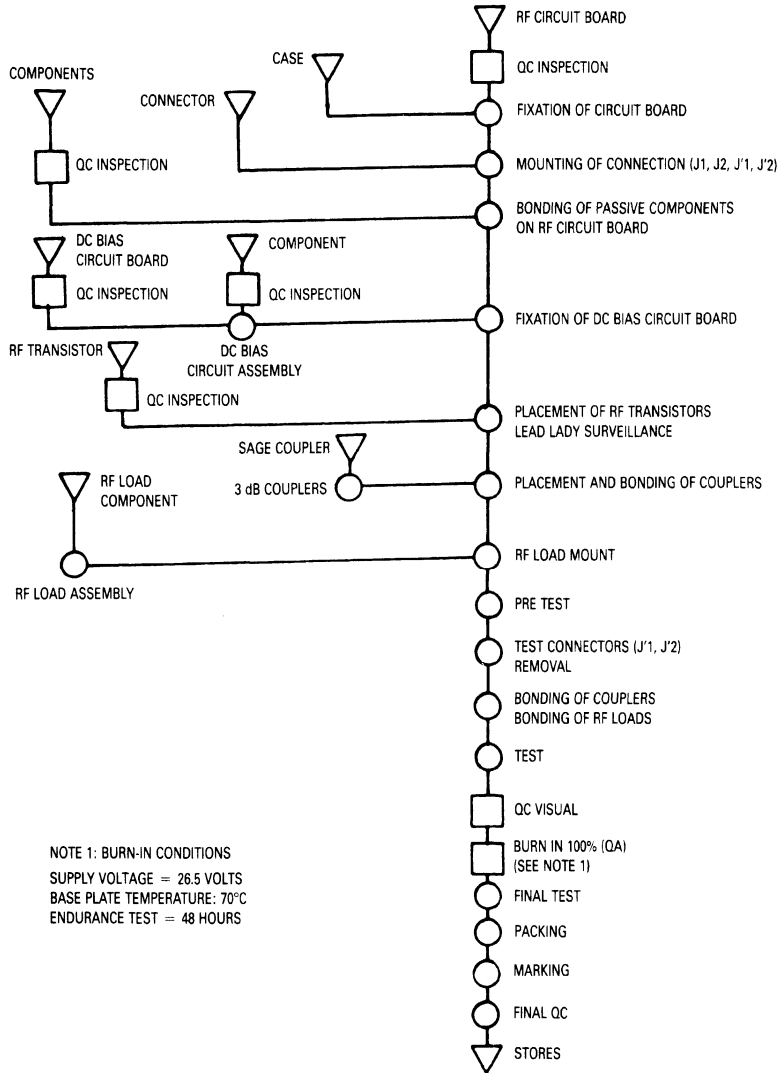 RF CIRCUIT BOARD
QC INSPECTION
CASE
FIXATION OF CIRCUIT BOARD
COMPONENTS
CONNECTOR
QC INSPECTION
MOUNTING OF CONNECTION (J1, J2, J'1, J'2)
BONDING OF PASSIVE COMPONENTS
ON RF CIRCUIT BOARD
DC BIAS
CIRCUIT BOARD
COMPONENT
QC INSPECTION
QC INSPECTION
FIXATION OF DC BIAS CIRCUIT BOARD
DC BIAS
CIRCUIT ASSEMBLY
RF TRANSISTOR
QC INSPECTION
PLACEMENT OF RF TRANSISTORS
LEAD LADY SURVEILLANCE
SAGE COUPLER
3 dB COUPLERS
PLACEMENT AND BONDING OF COUPLERS
RF LOAD
COMPONENT
RF LOAD MOUNT
RF LOAD ASSEMBLY
PRE TEST
TEST CONNECTORS (J'1, J'2)
REMOVAL
BONDING OF COUPLERS
BONDING OF RF LOADS
TEST
QC VISUAL
BURN IN 100% (QA)
(SEE NOTE 1)
FINAL TEST
PACKING
MARKING
FINAL QC
STORES
NOTE 1: BURN-IN CONDITIONS
SUPPLY VOLTAGE = 26.5 VOLTS
BASE PLATE TEMPERATURE: 70°C
ENDURANCE TEST = 48 HOURS